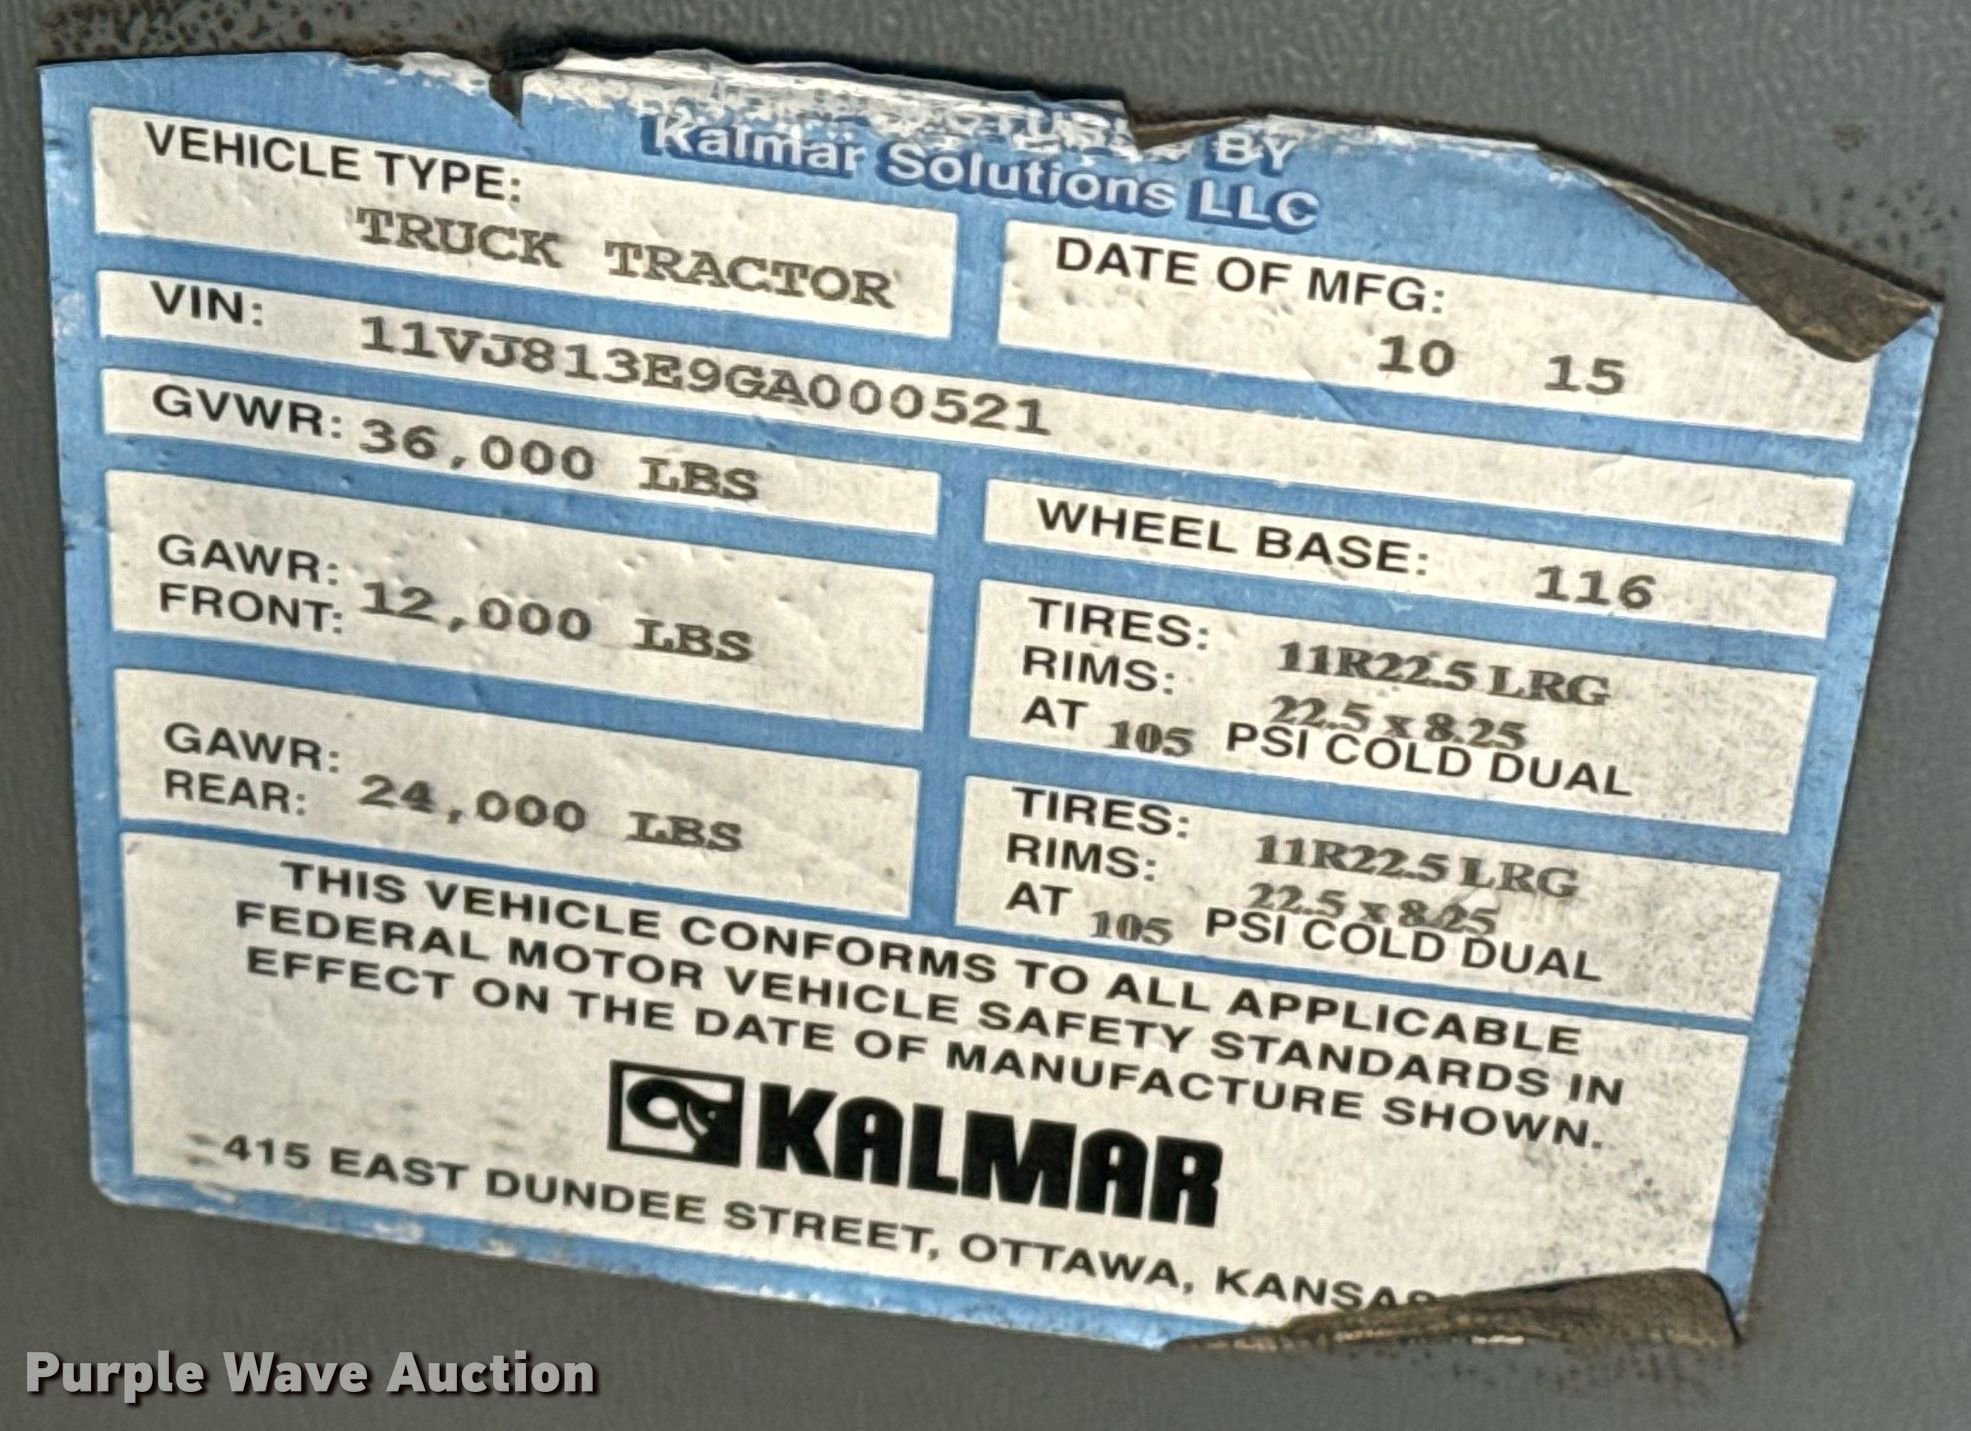 BY
Kalmar Solutions LLC
VEHICLE TYPE:
TRUCK TRACTOR
DATE OF MFG:
10 15
VIN: 11VJ813E9GA000521
GVWR: 36,000 LBS
WHEEL BASE: 116
GAWR:
FRONT: 12,000 LBS
TIRES: 11R22.5 LRG
RIMS: 22.5 x 8.25
AT 105 PSI COLD DUAL
GAWR:
REAR: 24,000 LBS
TIRES: 11R22.5 LRG
RIMS: 22.5 x 8.25
AT 105 PSI COLD DUAL
THIS VEHICLE CONFORMS TO ALL APPLICABLE
FEDERAL MOTOR VEHICLE SAFETY STANDARDS IN
EFFECT ON THE DATE OF MANUFACTURE SHOWN.
KALMAR
415 EAST DUNDEE STREET, OTTAWA, KANSAS
Purple Wave Auction